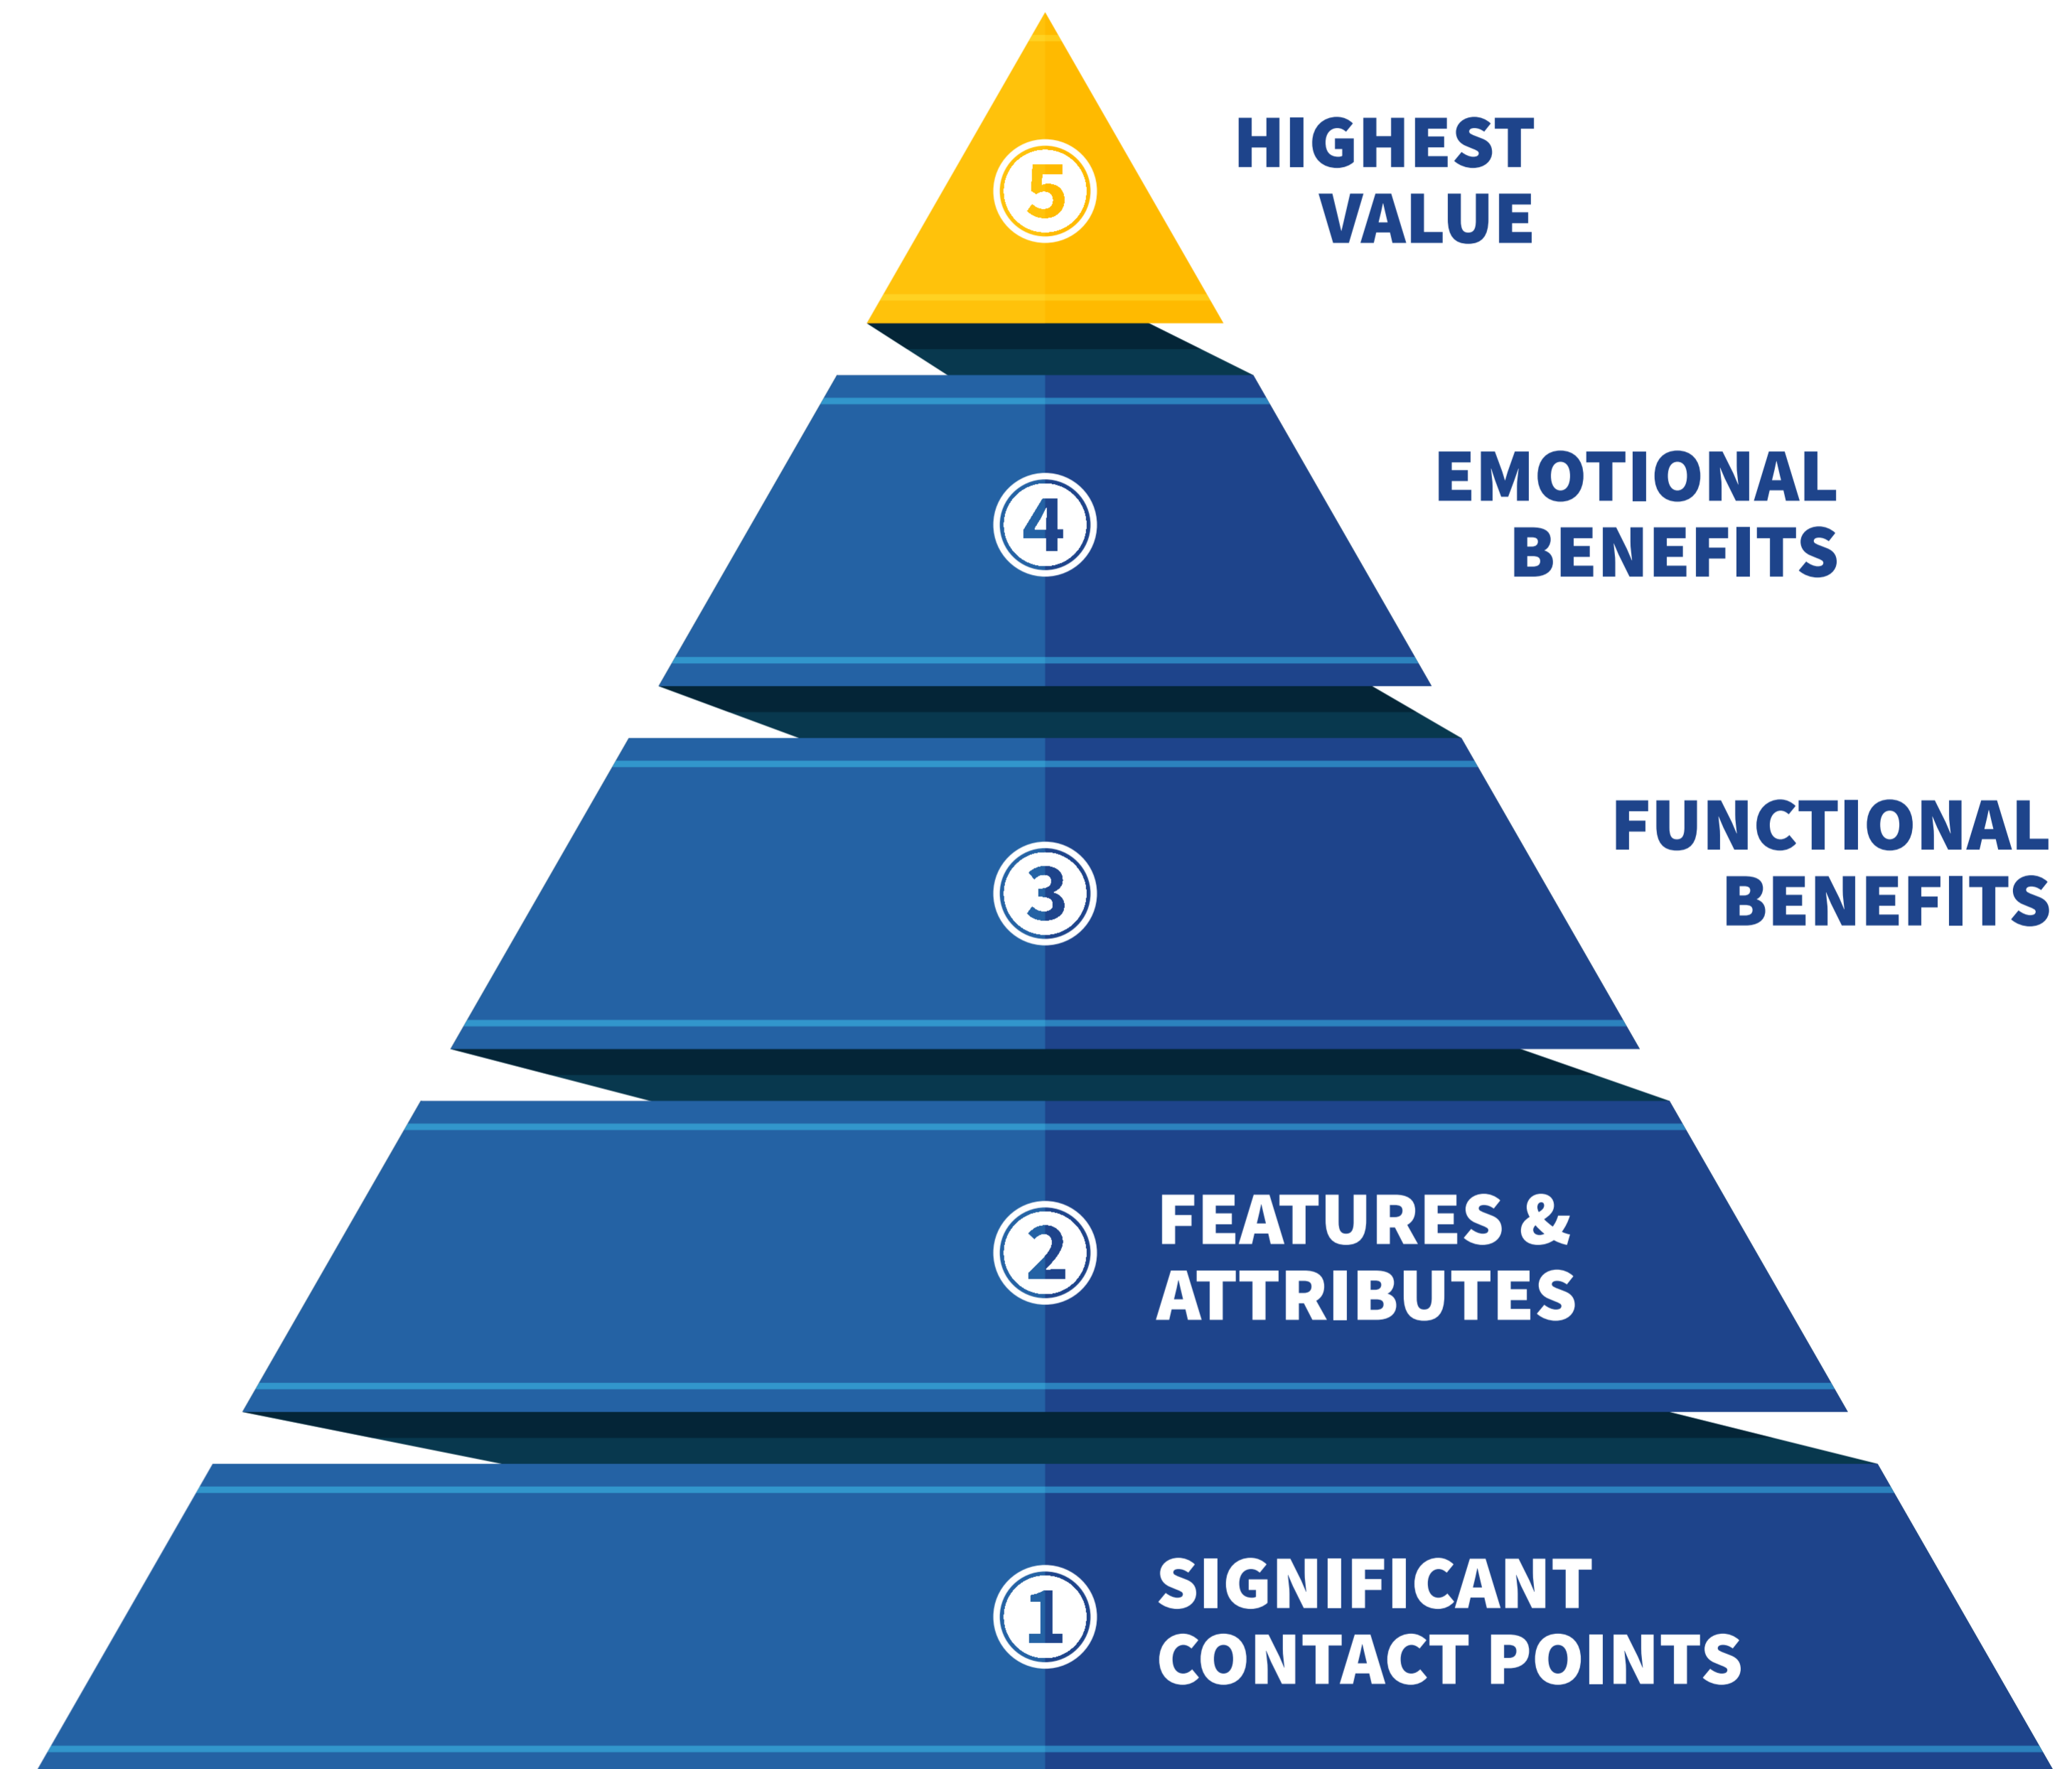 5
HIGHEST
VALUE
4
EMOTIONAL
BENEFITS
3
FUNCTIONAL
BENEFITS
2
FEATURES &
ATTRIBUTES
1
SIGNIFICANT
CONTACT POINTS